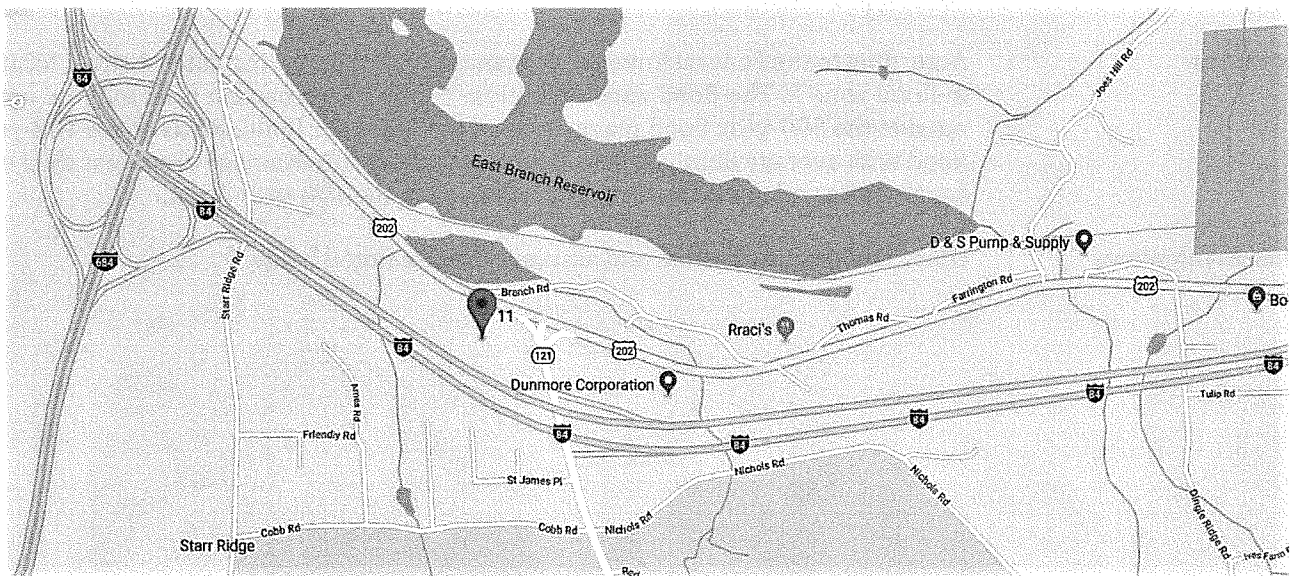 84
Joes Hill Rd
East Branch Reservoir
84
202
D & S Pump & Supply
684
Starr Ridge Rd
Farrington Rd
202
Branch Rd
Bo
11
Thomas Rd
Rraci's
84
121
202
Dunmore Corporation
84
84
Tulip Rd
84
Friendly Rd
84
84
Nichols Rd
St James Pl
Nichols Rd
Dingle Ridge Rd
Cobb Rd
Cobb Rd
Nichols Rd
Starr Ridge